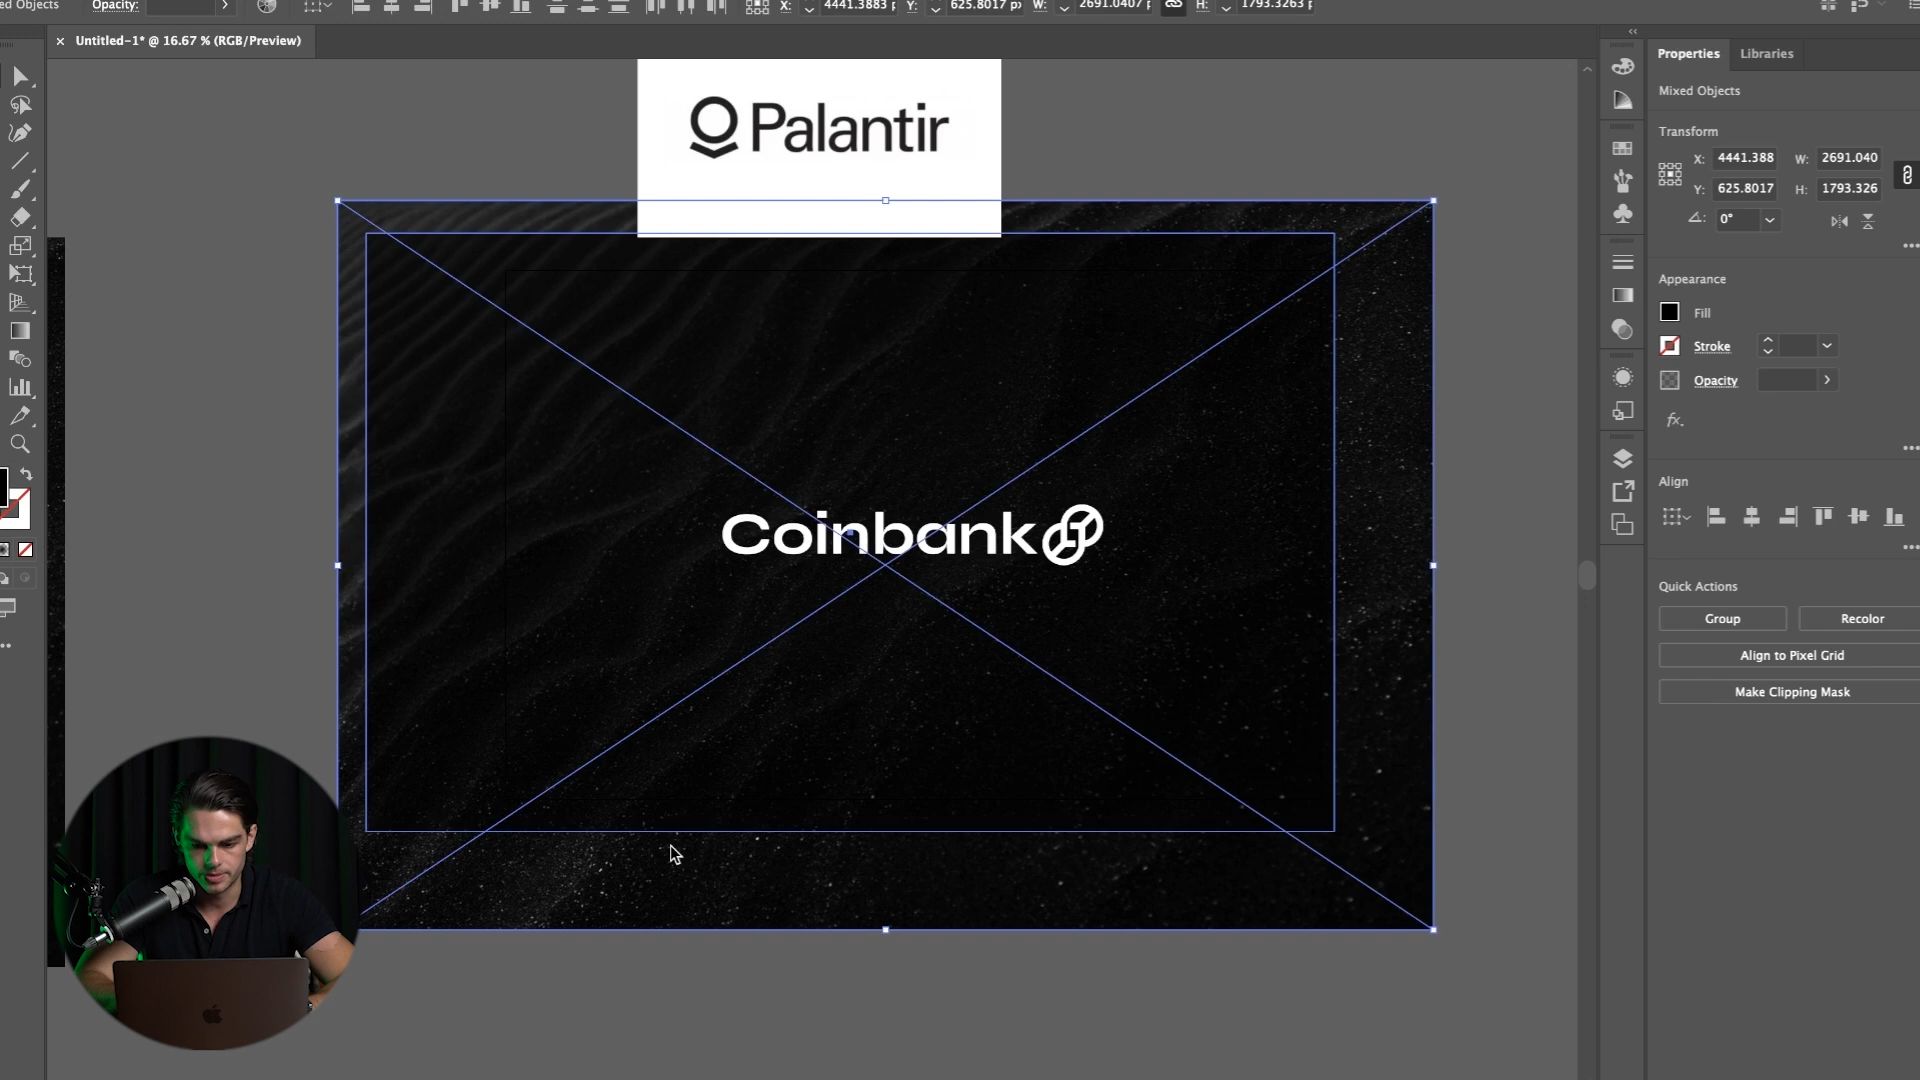 ed Objects
Opacity:
X:
4441.3883
Y:
625.8017 px
W:
2691.0407
H:
1793.3263
Untitled-1* @ 16.67 % (RGB/Preview)
Palantir
Coinbank
Properties
Libraries
Mixed Objects
Transform
X:
4441.388
W:
2691.040
Y:
625.8017
H:
1793.326
0°
Appearance
Fill
Stroke
Opacity
fx.
Align
Quick Actions
Group
Recolor
Align to Pixel Grid
Make Clipping Mask